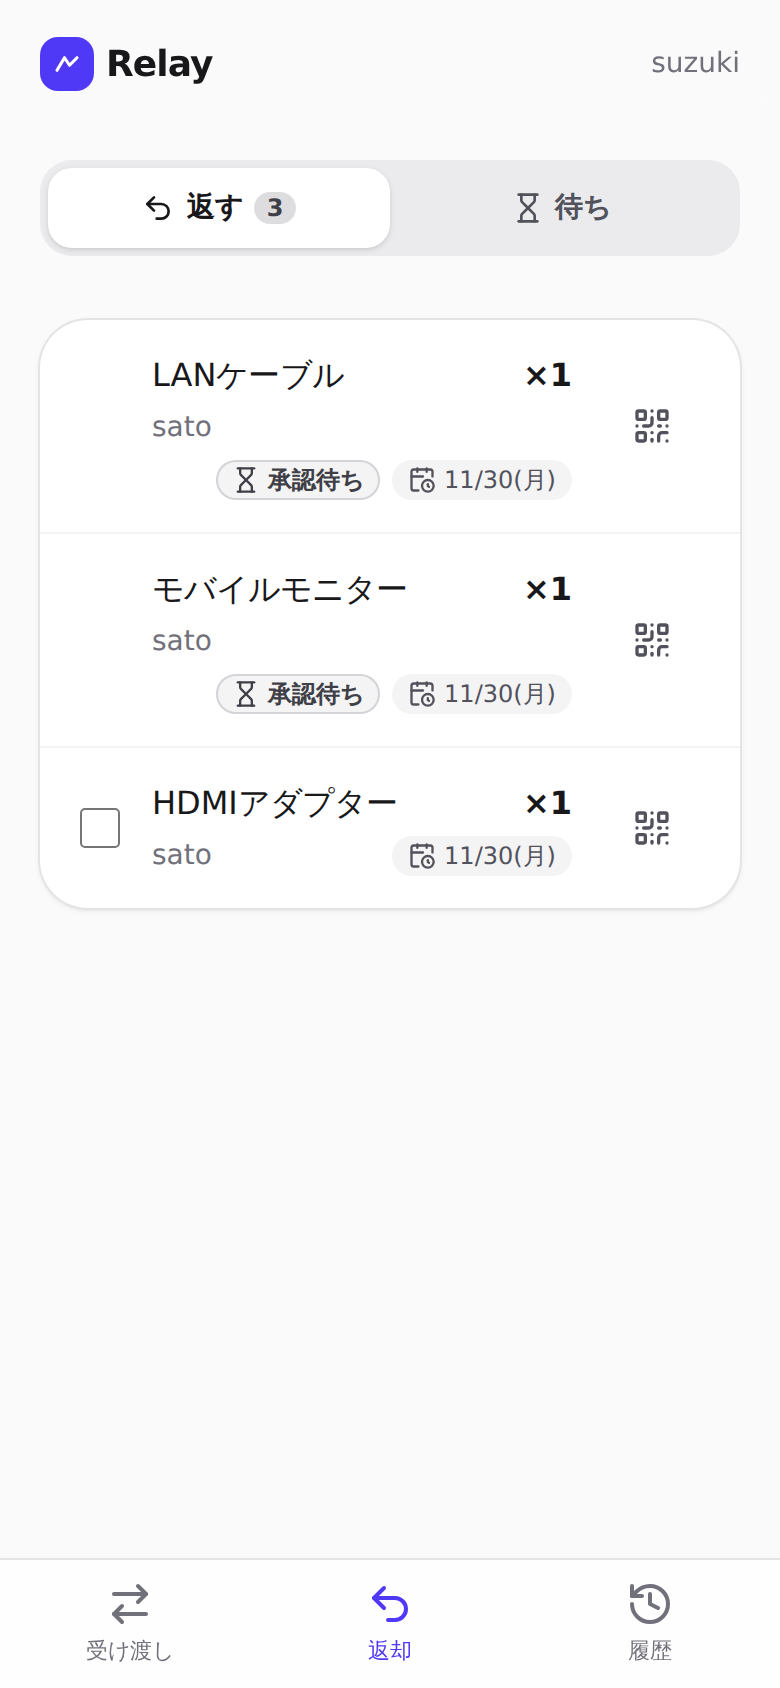 Relay
suzuki
返す 3
待ち
LANケーブル ×1
sato
承認待ち 11/30(月)
モバイルモニター ×1
sato
承認待ち 11/30(月)
HDMIアダプター ×1
sato 11/30(月)
受け渡し
返却
履歴